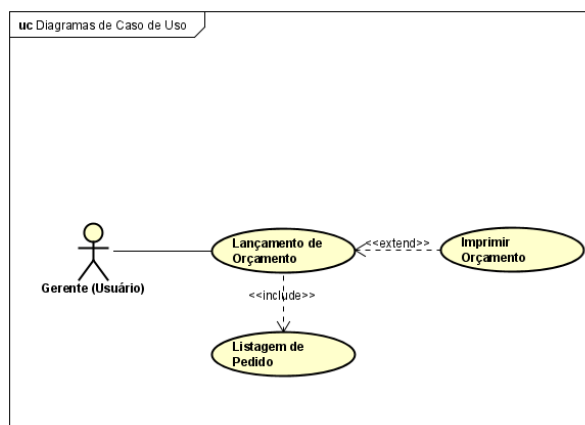 uc Diagramas de Caso de Uso
Lançamento de
Orçamento
<<extend>>
Imprimir
Orçamento
Gerente (Usuário)
<<include>>
Listagem de
Pedido